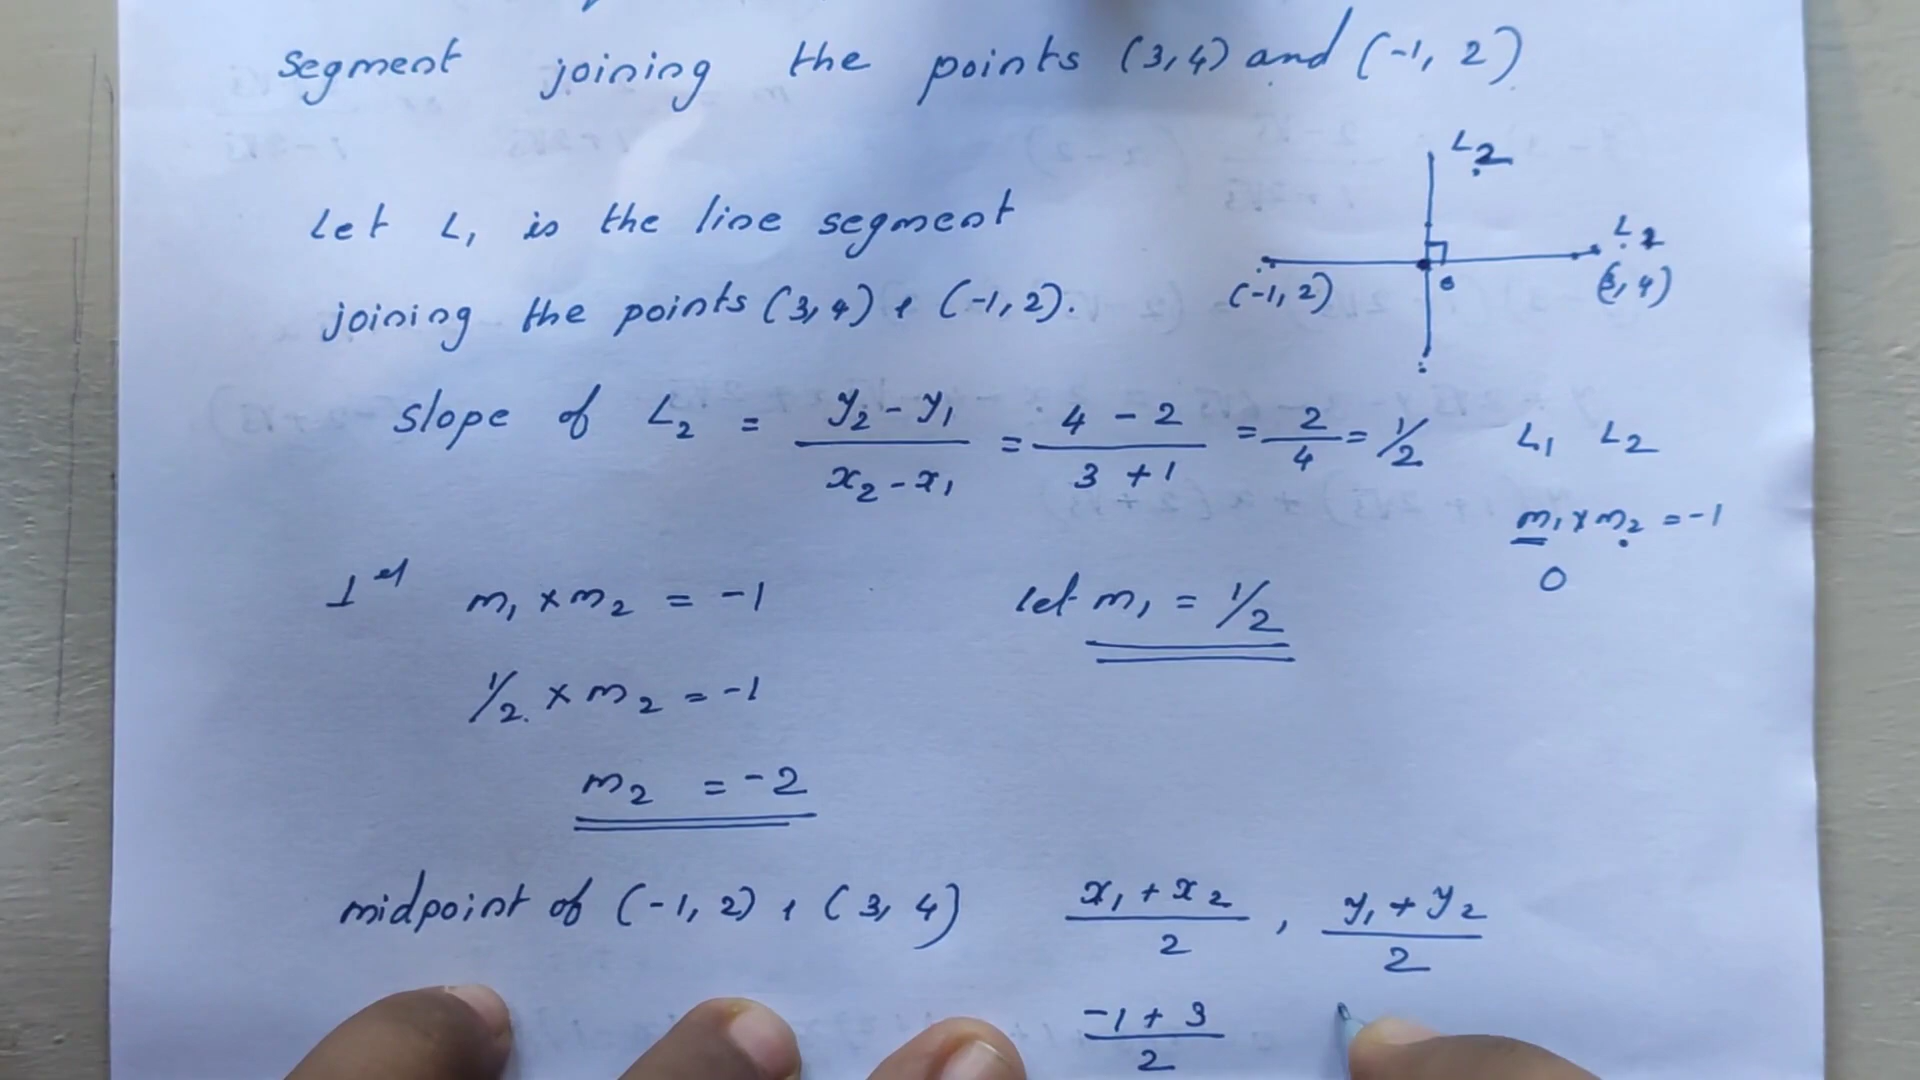 segment joining the points (3,4) and (-1, 2)
L2
Let L1 is the line segment
L2
(-1, 2)
(3, 4)
joining the points (3,4) & (-1,2).
Slope of L2 = y2 - y1 / x2 - x1 = 4 - 2 / 3 + 1 = 2/4 = 1/2
L1 L2
m1 x m2 = -1
0
m1 x m2 = -1
let m1 = 1/2
1/2 x m2 = -1
m2 = -2
midpoint of (-1, 2) & (3, 4) x1 + x2 / 2 , y1 + y2 / 2
-1 + 3 / 2